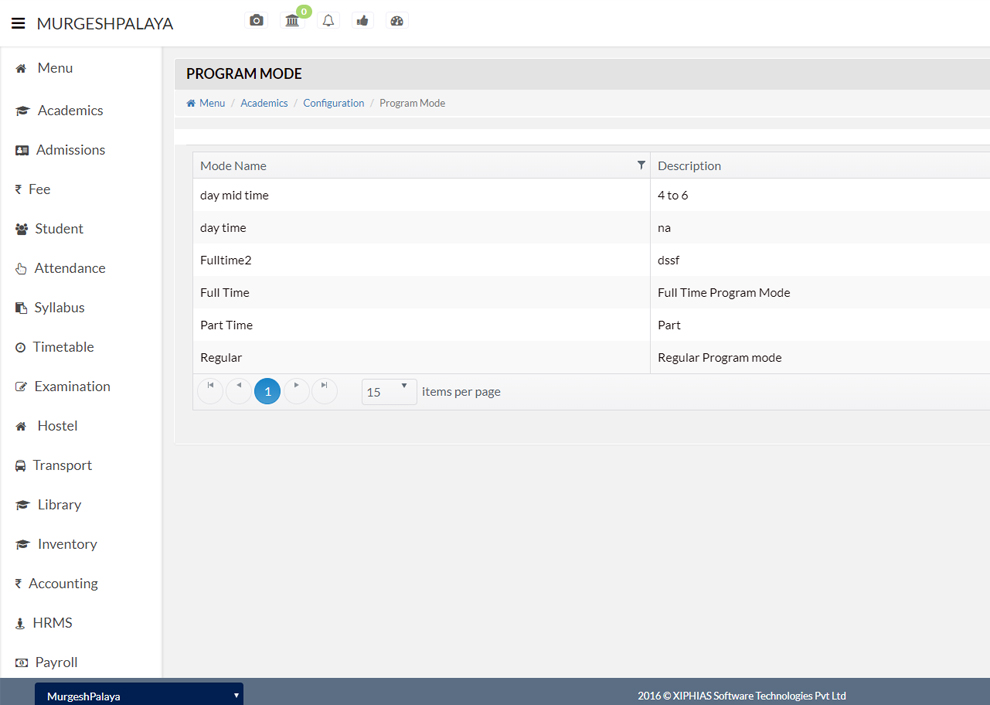 MURGESHPALAYA
0
Menu
Academics
Admissions
₹ Fee
Student
Attendance
Syllabus
Timetable
Examination
Hostel
Transport
Library
Inventory
₹ Accounting
HRMS
Payroll
PROGRAM MODE
Menu / Academics / Configuration / Program Mode
Mode Name Description
day mid time 4 to 6
day time na
Fulltime2 dssf
Full Time Full Time Program Mode
Part Time Part
Regular Regular Program mode
1 15 items per page
MurgeshPalaya
2016 © XIPHIAS Software Technologies Pvt Ltd